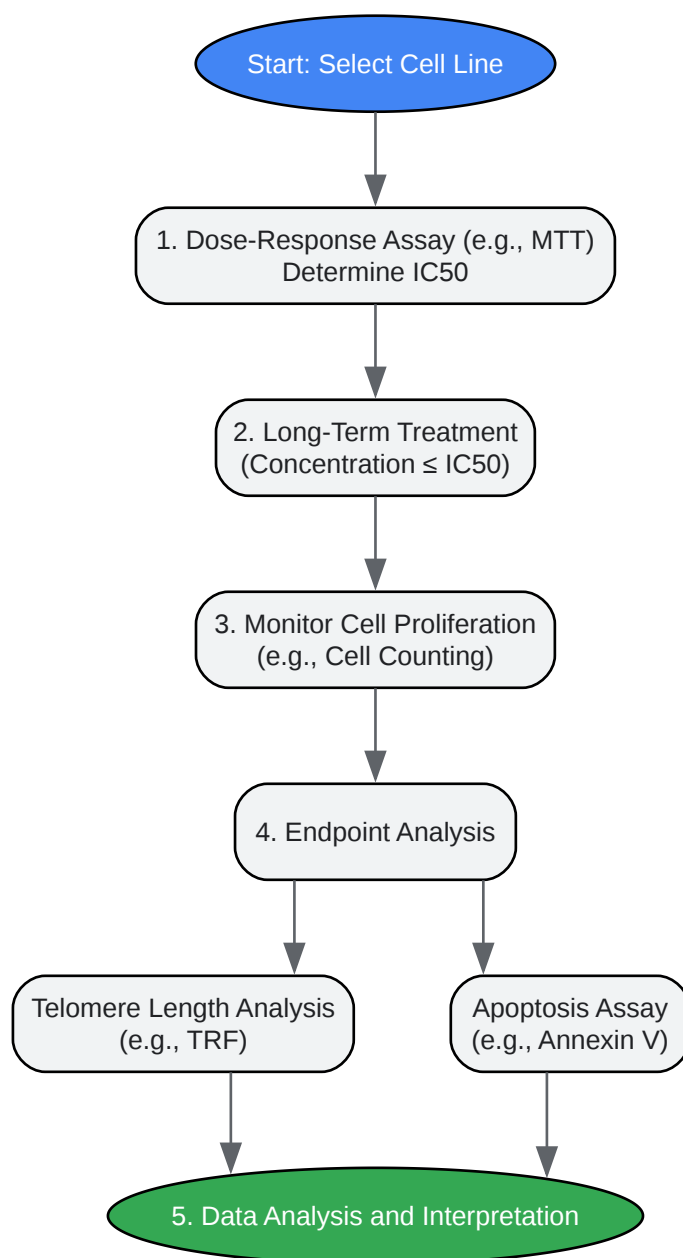 Start: Select Cell Line
1. Dose-Response Assay (e.g., MTT)
Determine IC50
2. Long-Term Treatment
(Concentration ≤ IC50)
3. Monitor Cell Proliferation
(e.g., Cell Counting)
4. Endpoint Analysis
Telomere Length Analysis
(e.g., TRF)
Apoptosis Assay
(e.g., Annexin V)
5. Data Analysis and Interpretation